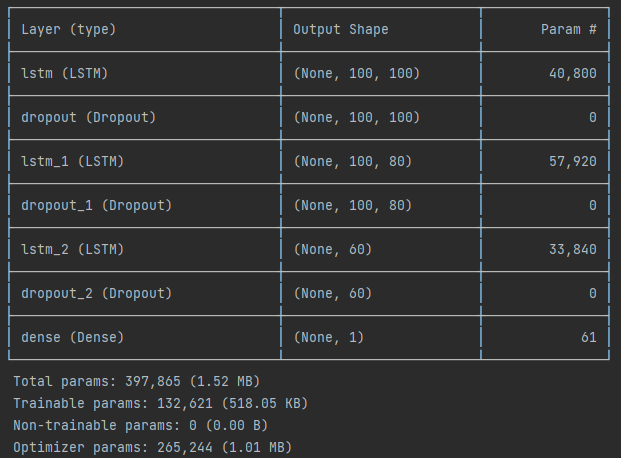 Layer (type) Output Shape Param #
lstm (LSTM) (None, 100, 100) 40,800
dropout (Dropout) (None, 100, 100) 0
lstm_1 (LSTM) (None, 100, 80) 57,920
dropout_1 (Dropout) (None, 100, 80) 0
lstm_2 (LSTM) (None, 60) 33,840
dropout_2 (Dropout) (None, 60) 0
dense (Dense) (None, 1) 61
Total params: 397,865 (1.52 MB)
Trainable params: 132,621 (518.05 KB)
Non-trainable params: 0 (0.00 B)
Optimizer params: 265,244 (1.01 MB)